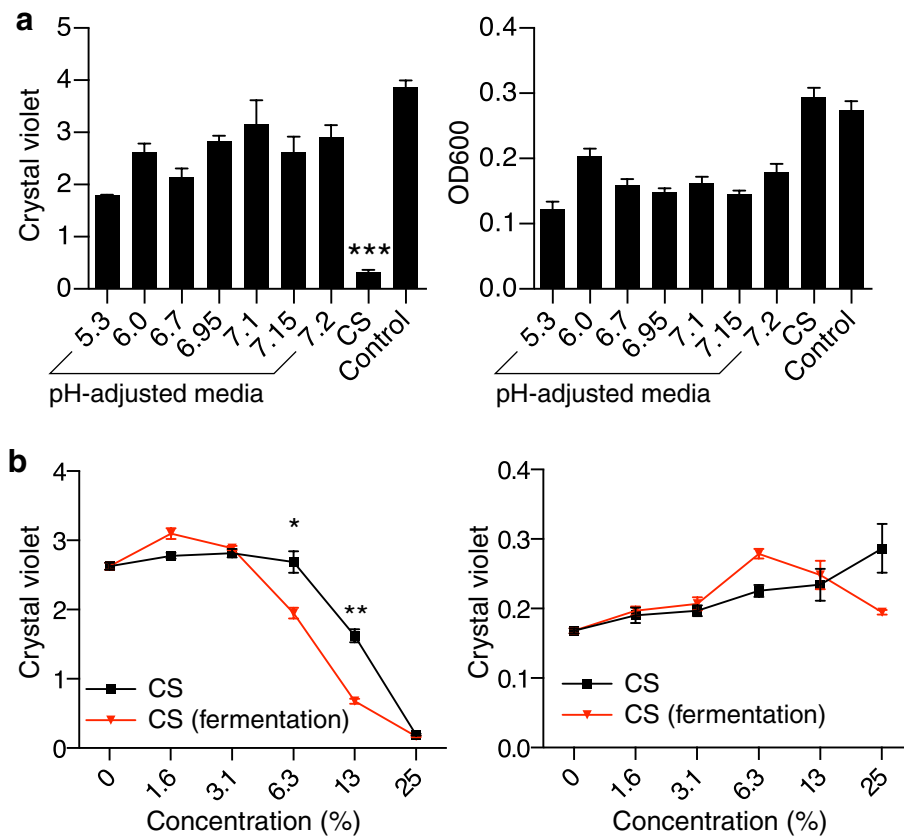 a
Crystal violet
5
4
3
2
1
0
***
5.3
6.0
6.7
6.95
7.1
7.15
7.2
CS
Control
pH-adjusted media
OD600
0.4
0.3
0.2
0.1
0.0
5.3
6.0
6.7
6.95
7.1
7.15
7.2
CS
Control
pH-adjusted media
b
Crystal violet
4
3
2
1
0
*
**
CS
CS (fermentation)
0
1.6
3.1
6.3
13
25
Concentration (%)
Crystal violet
0.4
0.3
0.2
0.1
0.0
CS
CS (fermentation)
0
1.6
3.1
6.3
13
25
Concentration (%)